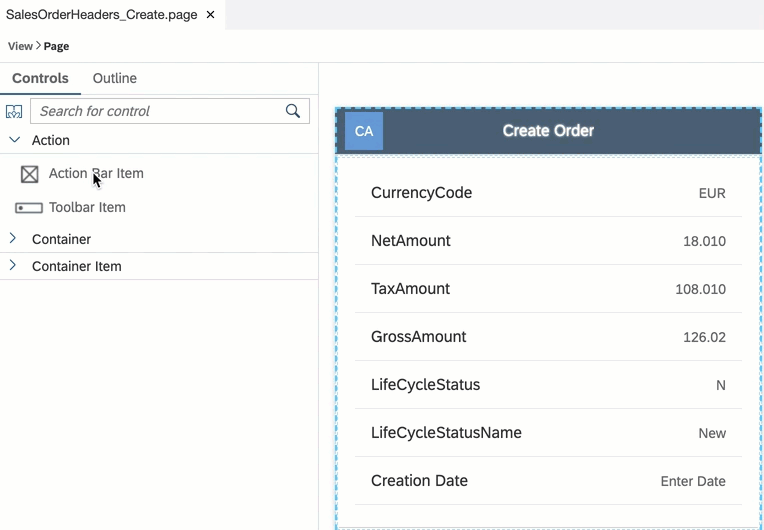 SalesOrderHeaders_Create.page ×
View > Page
Controls Outline
Search for control
Action
Action Bar Item
Toolbar Item
Container
Container Item
CA Create Order
CurrencyCode EUR
NetAmount 18.010
TaxAmount 108.010
GrossAmount 126.02
LifeCycleStatus N
LifeCycleStatusName New
Creation Date Enter Date